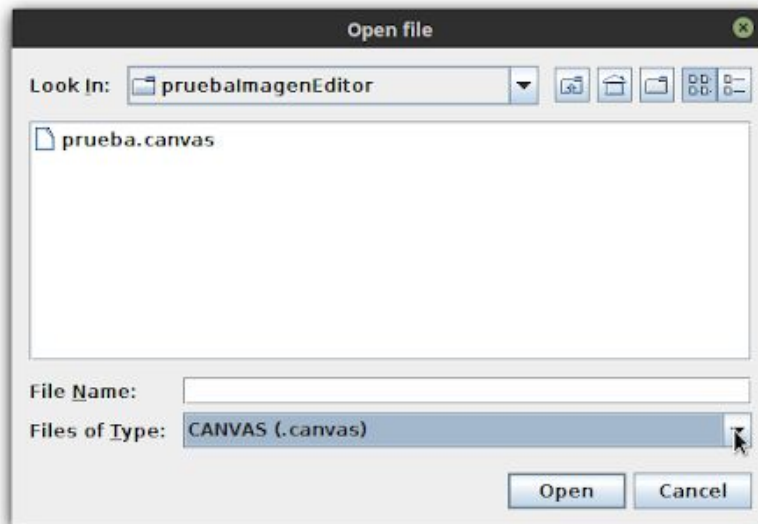 Open file
Look In: pruebaImagenEditor
prueba.canvas
File Name:
Files of Type: CANVAS (.canvas)
Open Cancel